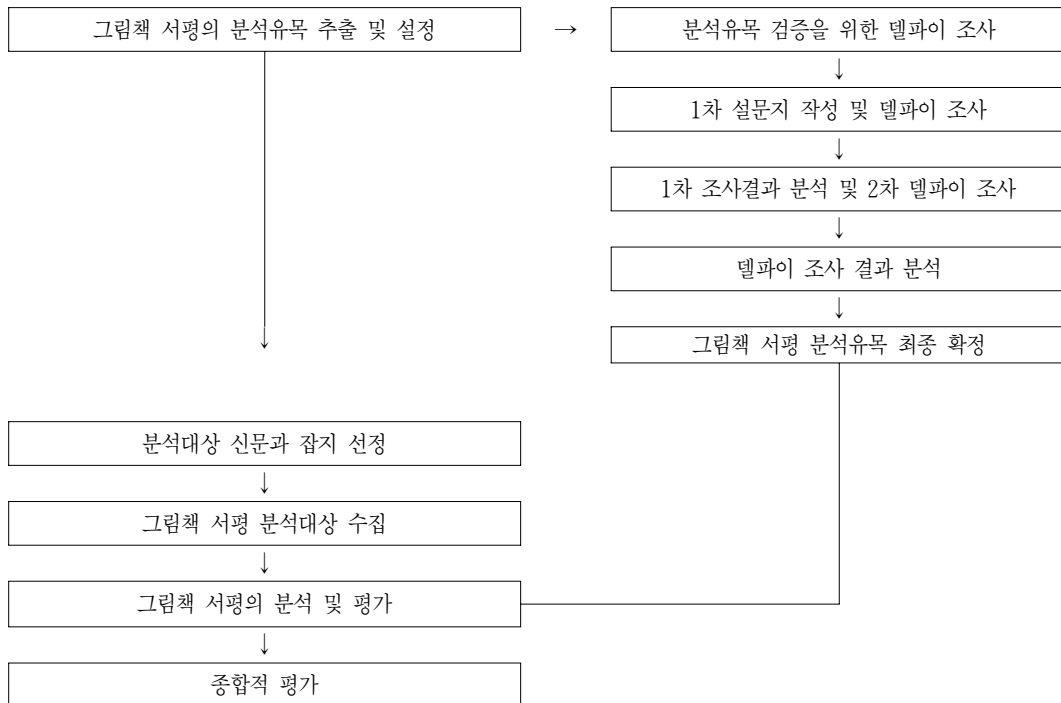 그림책 서평의 분석유목 추출 및 설정
→
분석유목 검증을 위한 델파이 조사
↓
1차 설문지 작성 및 델파이 조사
↓
1차 조사결과 분석 및 2차 델파이 조사
↓
델파이 조사 결과 분석
↓
그림책 서평 분석유목 최종 확정
↓
분석대상 신문과 잡지 선정
↓
그림책 서평 분석대상 수집
↓
그림책 서평의 분석 및 평가
↓
종합적 평가